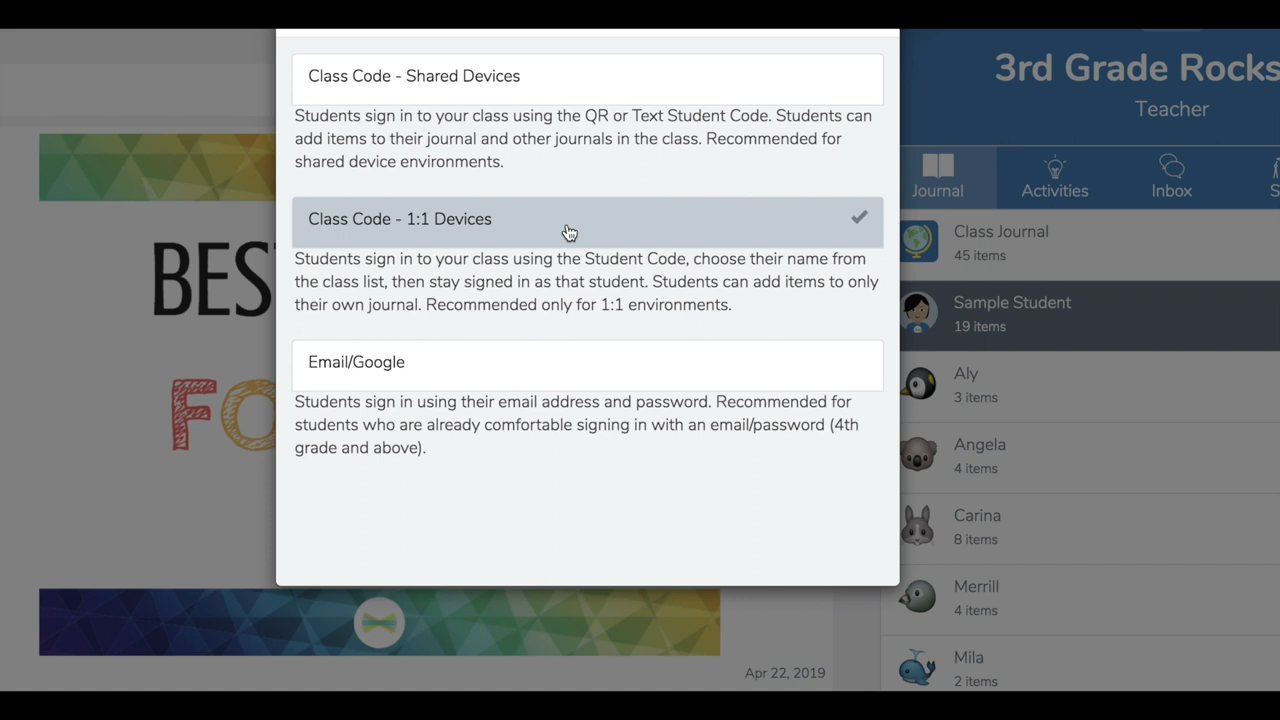 Class Code - Shared Devices
Students sign in to your class using the QR or Text Student Code. Students can
add items to their journal and other journals in the class. Recommended for
shared device environments.
Class Code - 1:1 Devices
Students sign in to your class using the Student Code, choose their name from
the class list, then stay signed in as that student. Students can add items to only
their own journal. Recommended only for 1:1 environments.
Email/Google
Students sign in using their email address and password. Recommended for
students who are already comfortable signing in with an email/password (4th
grade and above).
BES
FO
Apr 22, 2019
3rd Grade Rocks
Teacher
Journal
Activities
Inbox
S
Class Journal
45 items
Sample Student
19 items
Aly
3 items
Angela
4 items
Carina
8 items
Merrill
4 items
Mila
2 items